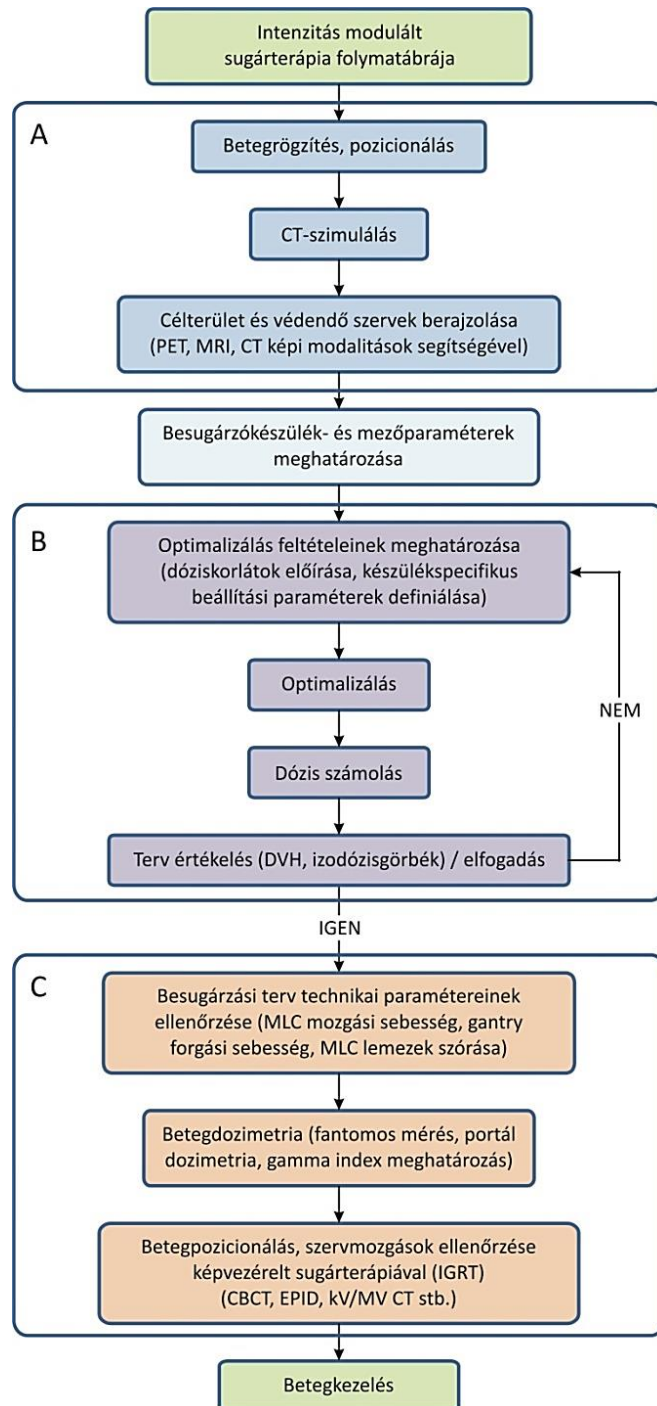 Intenzitás modulált
sugárterápia folymatábrája
A
Betegrögzítés, pozicionálás
CT-szimulálás
Célterület és védendő szervek berajzolása
(PET, MRI, CT képi modalitások segítségével)
Besugárzókészülék- és mezőparaméterek
meghatározása
B
Optimalizálás feltételeinek meghatározása
(dóziskorlátok előírása, készülékspecifikus
beállítási paraméterek definiálása)
Optimalizálás
NEM
Dózis számolás
Terv értékelés (DVH, izodózisgörbék) / elfogadás
IGEN
C
Besugárzási terv technikai paramétereinek
ellenőrzése (MLC mozgási sebesség, gantry
forgási sebesség, MLC lemezek szórása)
Betegdozimetria (fantomos mérés, portál
dozimetria, gamma index meghatározás)
Betegpozicionálás, szervmozgások ellenőrzése
képvezérelt sugárterápiával (IGRT)
(CBCT, EPID, kV/MV CT stb.)
Betegkezelés